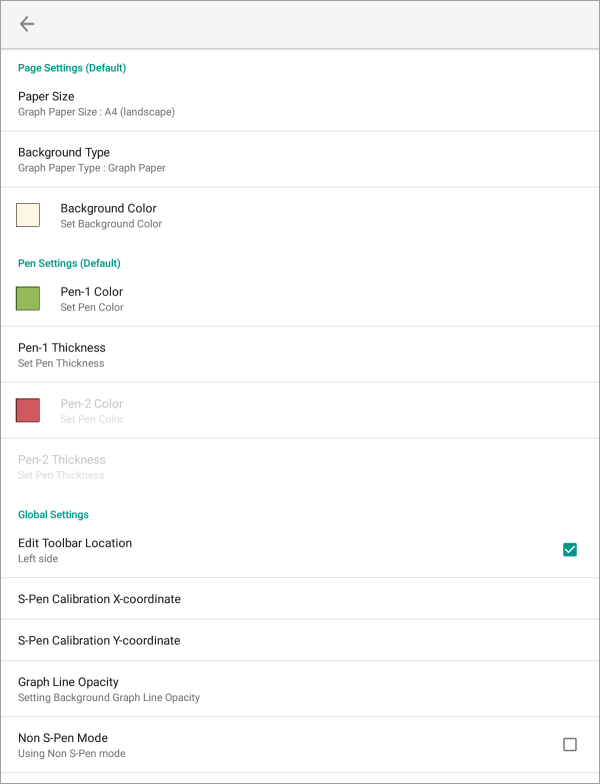 Page Settings (Default)
Paper Size
Graph Paper Size : A4 (landscape)
Background Type
Graph Paper Type : Graph Paper
Background Color
Set Background Color
Pen Settings (Default)
Pen-1 Color
Set Pen Color
Pen-1 Thickness
Set Pen Thickness
Pen-2 Color
Set Pen Color
Pen-2 Thickness
Set Pen Thickness
Global Settings
Edit Toolbar Location
Left side
S-Pen Calibration X-coordinate
S-Pen Calibration Y-coordinate
Graph Line Opacity
Setting Background Graph Line Opacity
Non S-Pen Mode
Using Non S-Pen mode